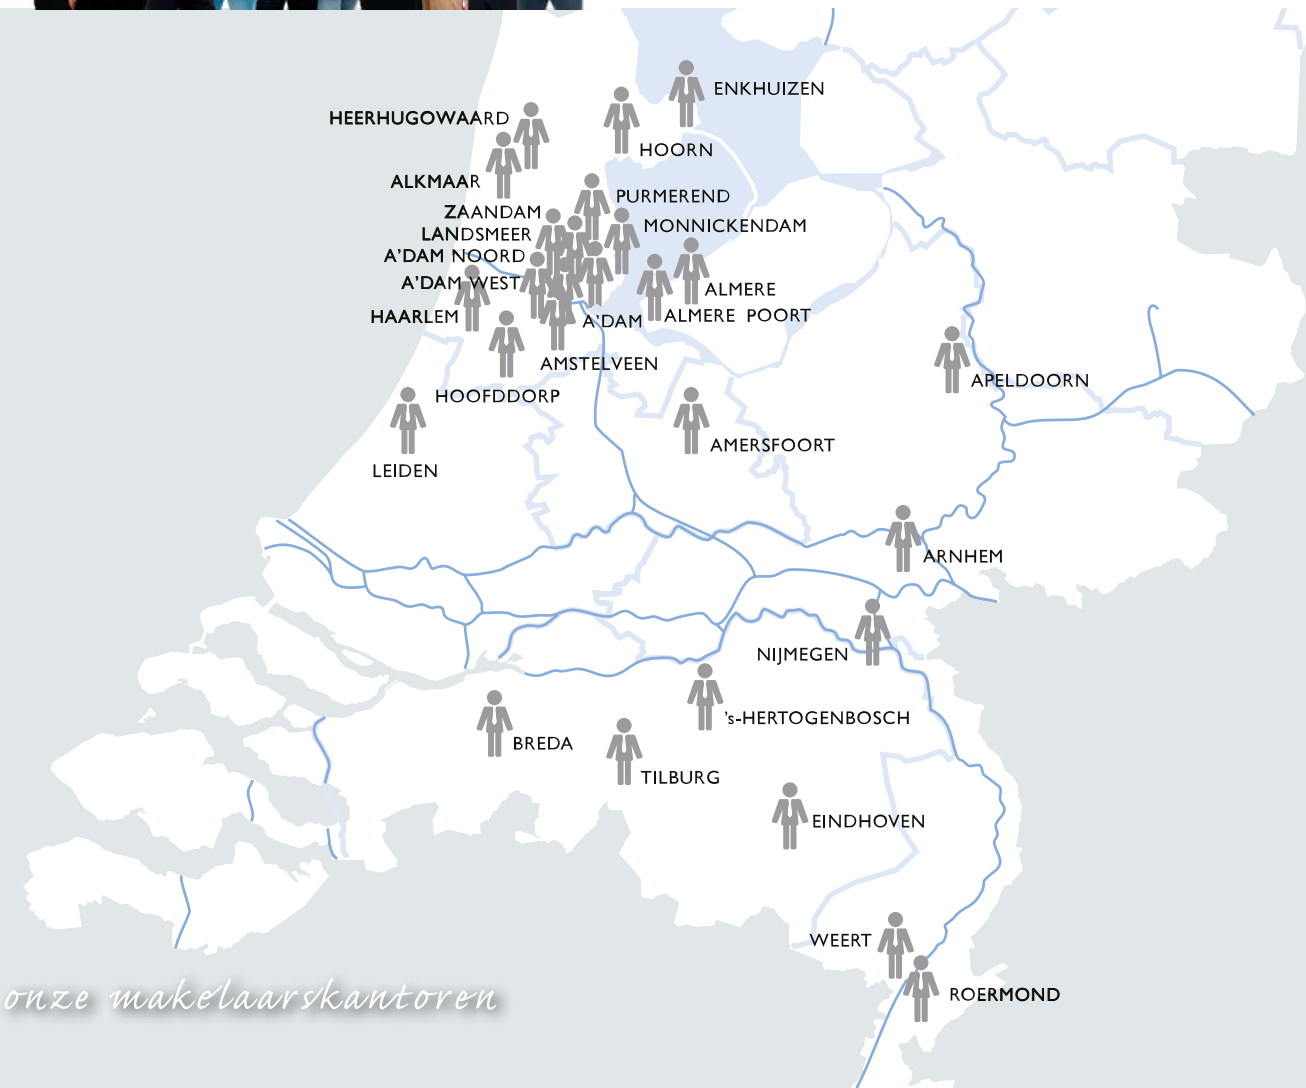 ENKHUIZEN
HEERHUGOWAARD
HOORN
ALKMAAR
PURMEREND
ZAANDAM
MONNICKENDAM
LANDSMEER
A'DAM NOORD
A'DAM WEST
ALMERE
HAARLEM
ALMERE POORT
A'DAM
AMSTELVEEN
APELDOORN
HOOFDDORP
AMERSFOORT
LEIDEN
ARNHEM
NIJMEGEN
's-HERTOGENBOSCH
BREDA
TILBURG
EINDHOVEN
WEERT
ROERMOND
onze makelaarskantoren